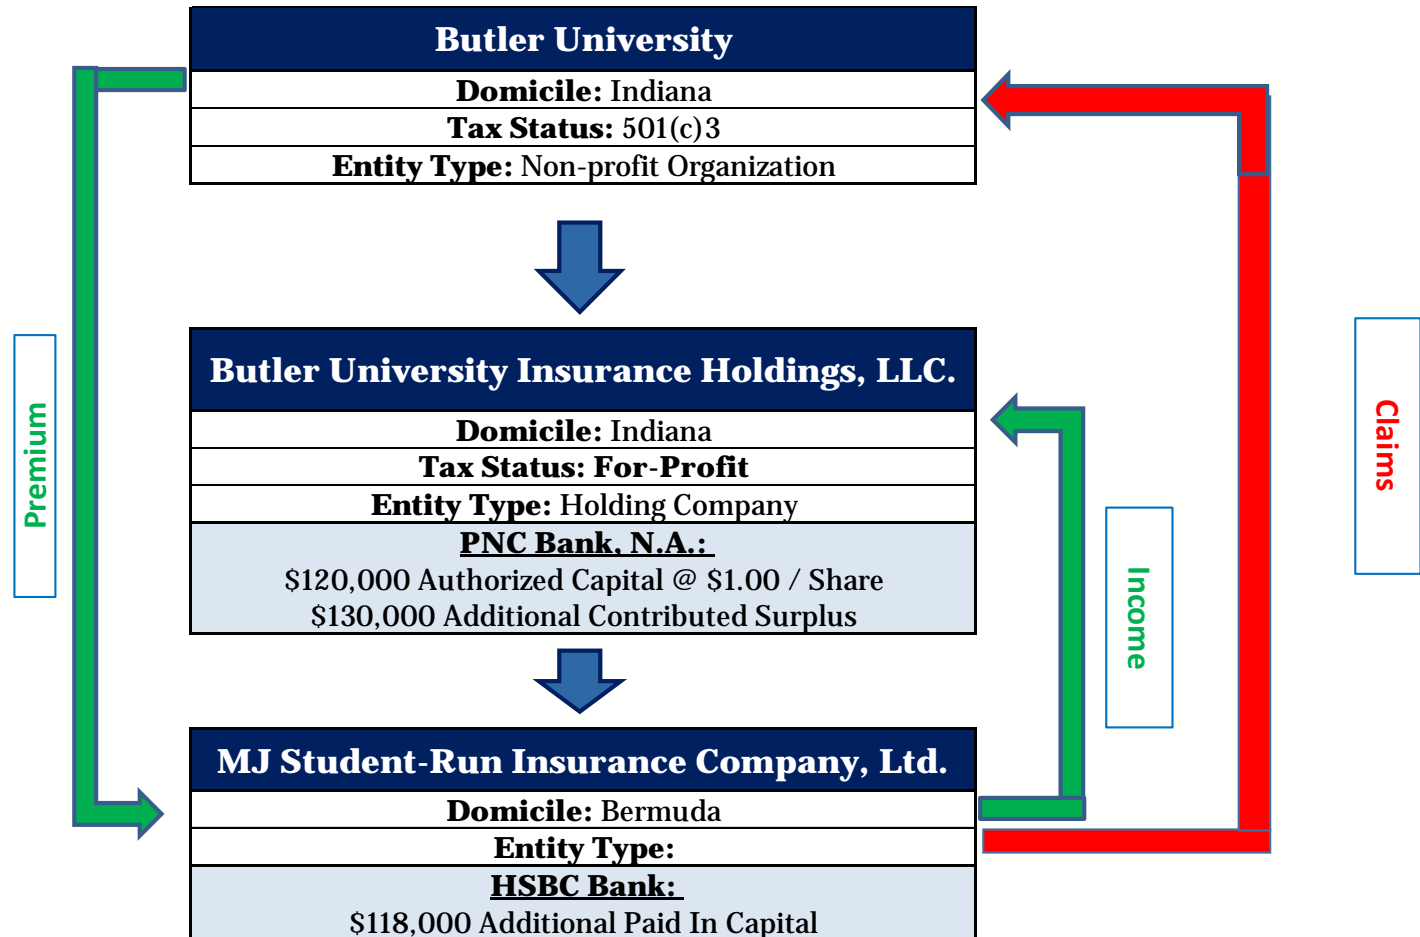 Butler University
Domicile: Indiana
Tax Status: 501(c)3
Entity Type: Non-profit Organization
Premium
Butler University Insurance Holdings, LLC.
Domicile: Indiana
Tax Status: For-Profit
Entity Type: Holding Company
PNC Bank, N.A.:
$120,000 Authorized Capital @ $1.00 / Share
$130,000 Additional Contributed Surplus
Income
Claims
MJ Student-Run Insurance Company, Ltd.
Domicile: Bermuda
Entity Type:
HSBC Bank:
$118,000 Additional Paid In Capital